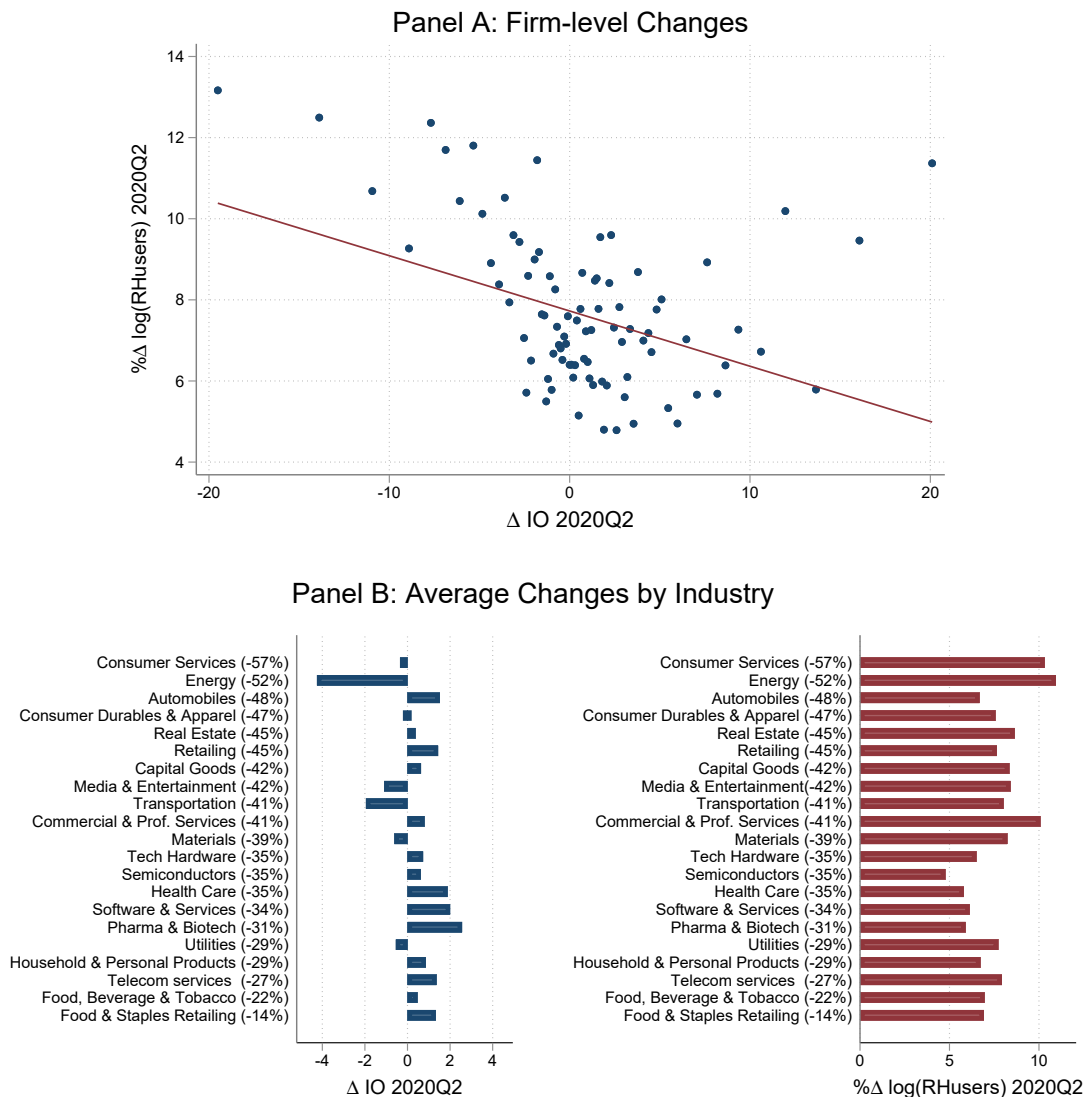 Panel A: Firm-level Changes
%Δ log(RHusers) 2020Q2
14
12
10
8
6
4
-20
-10
0
10
20
Δ IO 2020Q2
Panel B: Average Changes by Industry
Consumer Services (-57%)
Energy (-52%)
Automobiles (-48%)
Consumer Durables & Apparel (-47%)
Real Estate (-45%)
Retailing (-45%)
Capital Goods (-42%)
Media & Entertainment (-42%)
Transportation (-41%)
Commercial & Prof. Services (-41%)
Materials (-39%)
Tech Hardware (-35%)
Semiconductors (-35%)
Health Care (-35%)
Software & Services (-34%)
Pharma & Biotech (-31%)
Utilities (-29%)
Household & Personal Products (-29%)
Telecom services  (-27%)
Food, Beverage & Tobacco (-22%)
Food & Staples Retailing (-14%)
-4
-2
0
2
4
Δ IO 2020Q2
Consumer Services (-57%)
Energy (-52%)
Automobiles (-48%)
Consumer Durables & Apparel (-47%)
Real Estate (-45%)
Retailing (-45%)
Capital Goods (-42%)
Media & Entertainment(-42%)
Transportation (-41%)
Commercial & Prof. Services (-41%)
Materials (-39%)
Tech Hardware (-35%)
Semiconductors (-35%)
Health Care (-35%)
Software & Services (-34%)
Pharma & Biotech (-31%)
Utilities (-29%)
Household & Personal Products (-29%)
Telecom services  (-27%)
Food, Beverage & Tobacco (-22%)
Food & Staples Retailing (-14%)
0
5
10
%Δ log(RHusers) 2020Q2